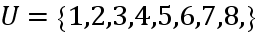 U = {1,2,3,4,5,6,7,8,}